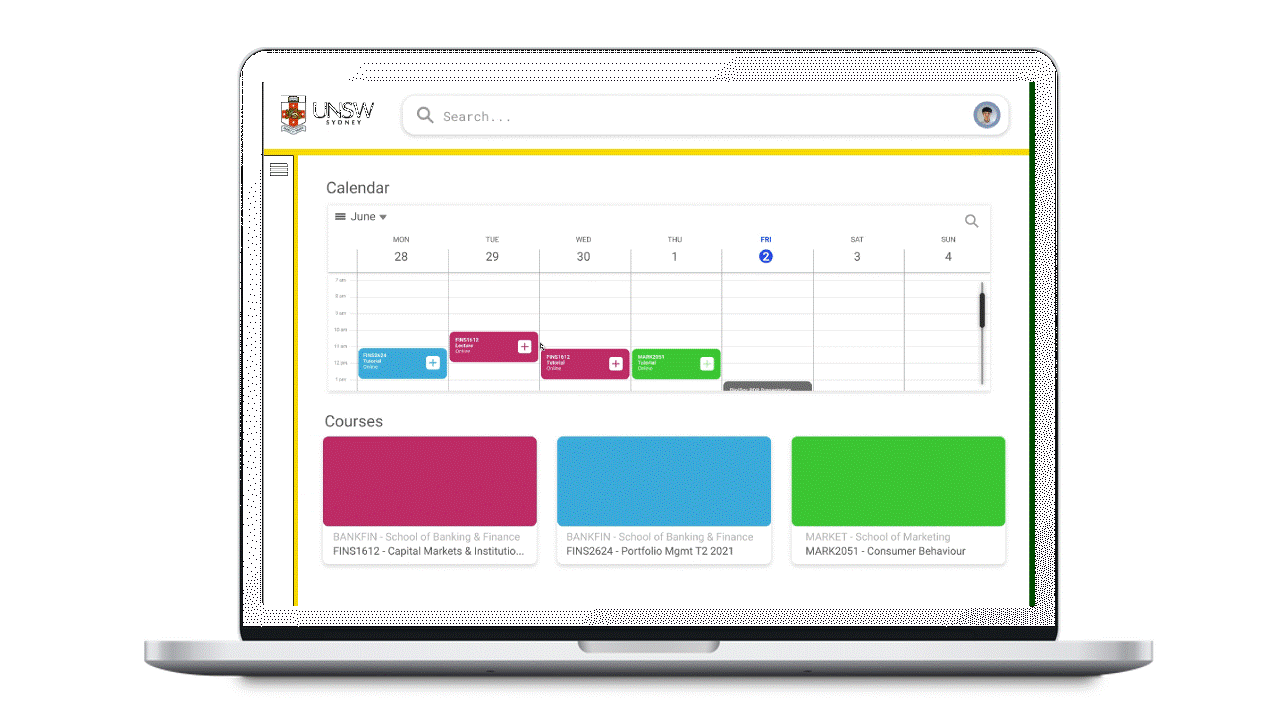 UNSW
SYDNEY
Search...
Calendar
June
MON TUE WED THU FRI SAT SUN
28 29 30 1 2 3 4
7 am
8 am
9 am
10 am
11 am
12 pm
1 am
FINS1612
Lecture
Online
FINS2624
Tutorial
Online
FINS1612
Tutorial
Online
MARK2051
Tutorial
Online
Courses
BANKFIN - School of Banking & Finance
FINS1612 - Capital Markets & Institutio...
BANKFIN - School of Banking & Finance
FINS2624 - Portfolio Mgmt T2 2021
MARKET - School of Marketing
MARK2051 - Consumer Behaviour